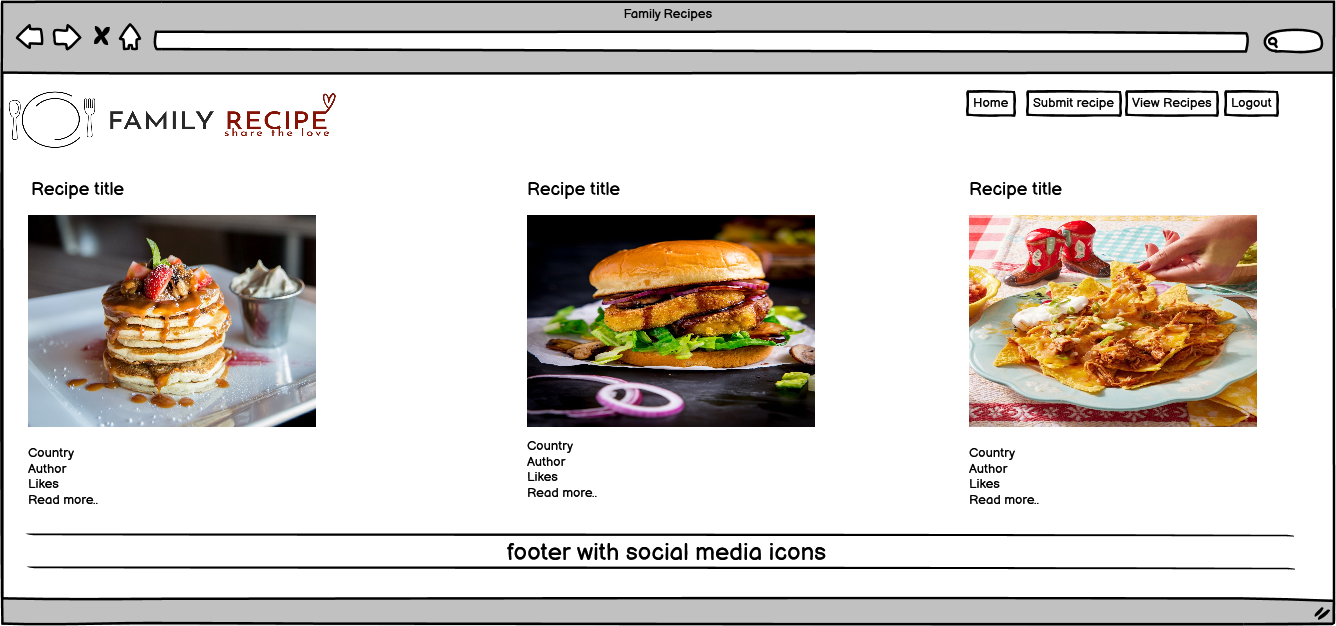 Family Recipes
FAMILY RECIPE
share the love
Home
Submit recipe
View Recipes
Logout
Recipe title
Recipe title
Recipe title
Country
Author
Likes
Read more..
Country
Author
Likes
Read more..
Country
Author
Likes
Read more..
footer with social media icons